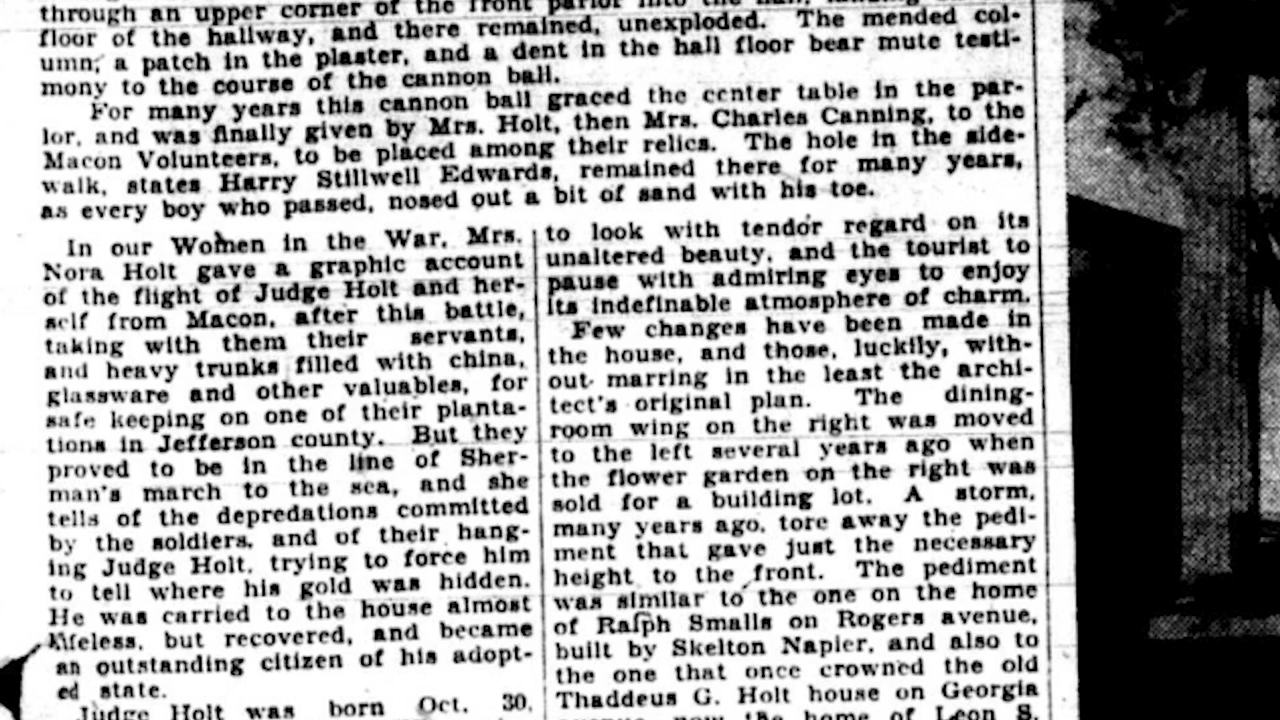 through an upper corner of the front parlor into the hall,
floor of the hallway, and there remained, unexploded. The mended col-
umn, a patch in the plaster, and a dent in the hall floor bear mute testi-
mony to the course of the cannon ball.
For many years this cannon ball graced the center table in the par-
lor, and was finally given by Mrs. Holt, then Mrs. Charles Canning, to the
Macon Volunteers, to be placed among their relics. The hole in the side-
walk, states Harry Stillwell Edwards, remained there for many years,
as every boy who passed, nosed out a bit of sand with his toe.
In our Women in the War, Mrs.
Nora Holt gave a graphic account
of the flight of Judge Holt and her-
self from Macon, after this battle,
taking with them their servants,
and heavy trunks filled with china,
glassware and other valuables, for
safe keeping on one of their planta-
tions in Jefferson county. But they
proved to be in the line of Sher-
man's march to the sea, and she
tells of the depredations committed
by the soldiers, and of their hang-
ing Judge Holt, trying to force him
to tell where his gold was hidden.
He was carried to the house almost
lifeless, but recovered, and became
an outstanding citizen of his adopt-
ed state.
Judge Holt was born Oct. 30,
to look with tendor regard on its
unaltered beauty, and the tourist to
pause with admiring eyes to enjoy
its indefinable atmosphere of charm.
Few changes have been made in
the house, and those, luckily, with-
out marring in the least the archi-
tect's original plan. The dining-
room wing on the right was moved
to the left several years ago when
the flower garden on the right was
sold for a building lot. A storm,
many years ago, tore away the pedi-
ment that gave just the necessary
height to the front. The pediment
was similar to the one on the home
of Ralph Smalls on Rogers avenue,
built by Skelton Napier, and also to
the one that once crowned the old
Thaddeus G. Holt house on Georgia
avenue, now the home of Leon S.